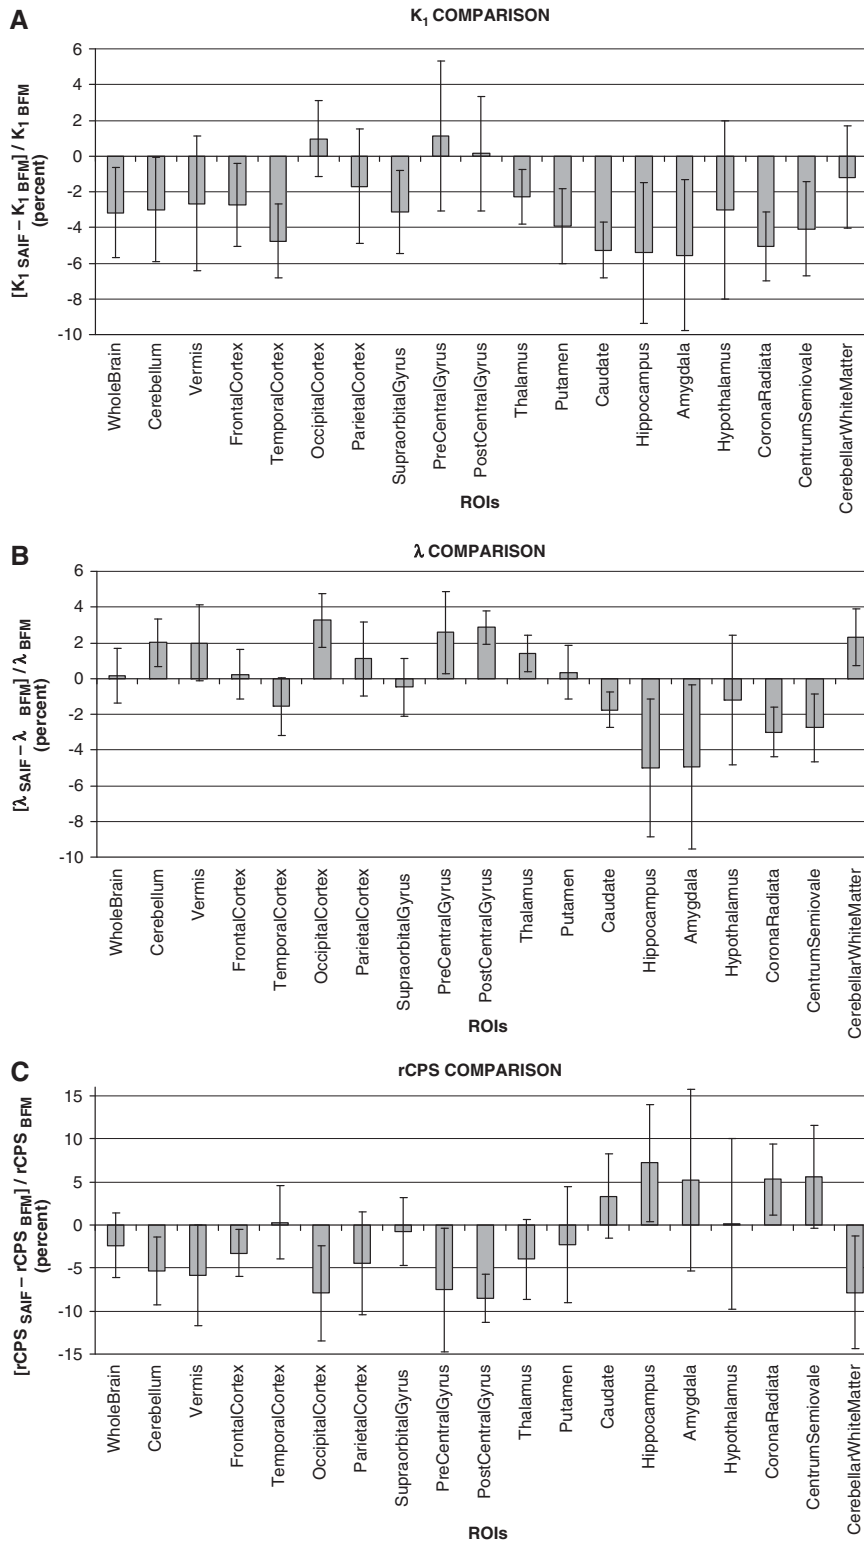 A
K1 COMPARISON
[K1 SAIF – K1 BFM] / K1 BFM
(percent)
6
4
2
0
-2
-4
-6
-8
-10
WholeBrain
Cerebellum
Vermis
FrontalCortex
TemporalCortex
OccipitalCortex
ParietalCortex
SupraorbitalGyrus
PreCentralGyrus
PostCentralGyrus
Thalamus
Putamen
Caudate
Hippocampus
Amygdala
Hypothalamus
CoronaRadiata
CentrumSemiovale
CerebellarWhiteMatter
ROIs
B
λ COMPARISON
[λ SAIF – λ BFM] / λ BFM
(percent)
6
4
2
0
-2
-4
-6
-8
-10
WholeBrain
Cerebellum
Vermis
FrontalCortex
TemporalCortex
OccipitalCortex
ParietalCortex
SupraorbitalGyrus
PreCentralGyrus
PostCentralGyrus
Thalamus
Putamen
Caudate
Hippocampus
Amygdala
Hypothalamus
CoronaRadiata
CentrumSemiovale
CerebellarWhiteMatter
ROIs
C
rCPS COMPARISON
[rCPS SAIF – rCPS BFM] / rCPS BFM
(percent)
15
10
5
0
-5
-10
-15
WholeBrain
Cerebellum
Vermis
FrontalCortex
TemporalCortex
OccipitalCortex
ParietalCortex
SupraorbitalGyrus
PreCentralGyrus
PostCentralGyrus
Thalamus
Putamen
Caudate
Hippocampus
Amygdala
Hypothalamus
CoronaRadiata
CentrumSemiovale
CerebellarWhiteMatter
ROIs